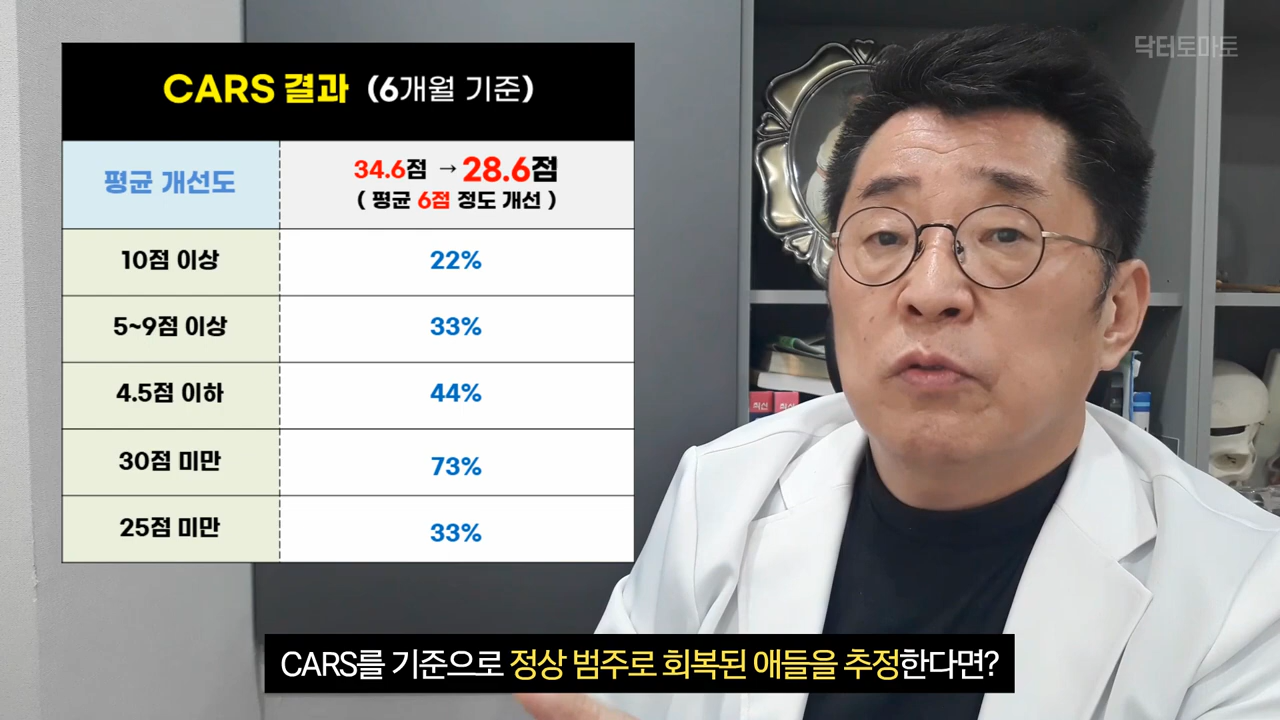 닥터토마토
CARS 결과 (6개월 기준)
평균 개선도
34.6점 → 28.6점
( 평균 6점 정도 개선 )
10점 이상
22%
5~9점 이상
33%
4.5점 이하
44%
30점 미만
73%
25점 미만
33%
최신
최신
CARS를 기준으로 정상 범주로 회복된 애들을 추정한다면?